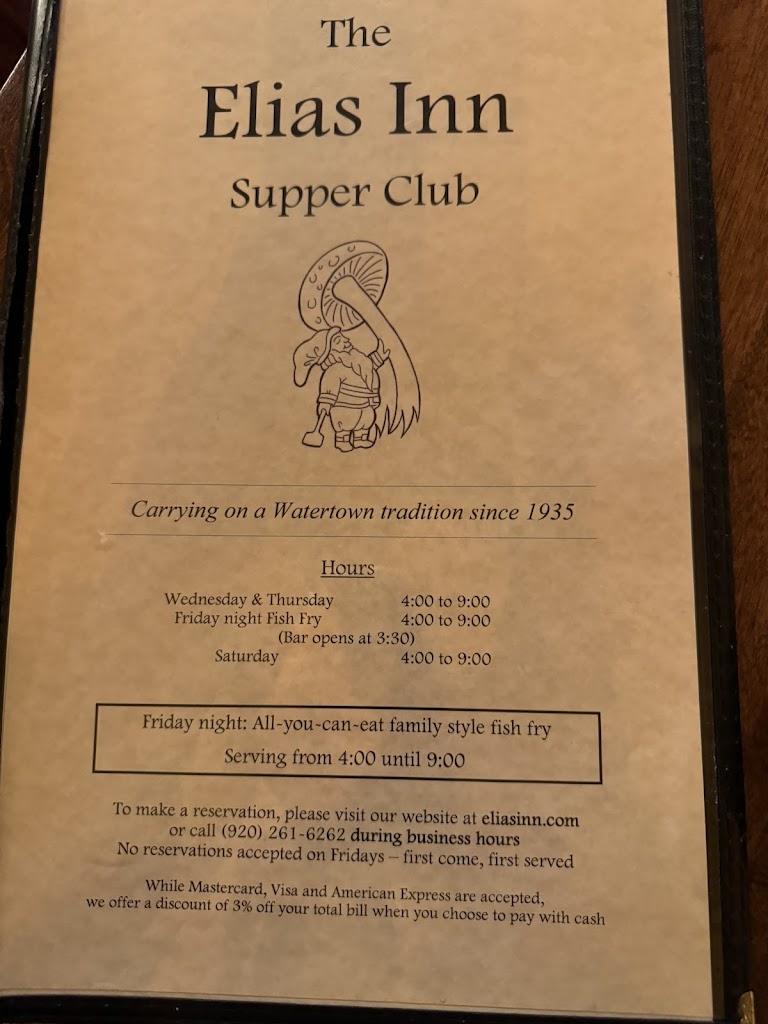 The
Elias Inn
Supper Club
Carrying on a Watertown tradition since 1935
Hours
Wednesday & Thursday 4:00 to 9:00
Friday night Fish Fry 4:00 to 9:00
(Bar opens at 3:30)
Saturday 4:00 to 9:00
Friday night: All-you-can-eat family style fish fry
Serving from 4:00 until 9:00
To make a reservation, please visit our website at eliasinn.com
or call (920) 261-6262 during business hours
No reservations accepted on Fridays – first come, first served
While Mastercard, Visa and American Express are accepted,
we offer a discount of 3% off your total bill when you choose to pay with cash